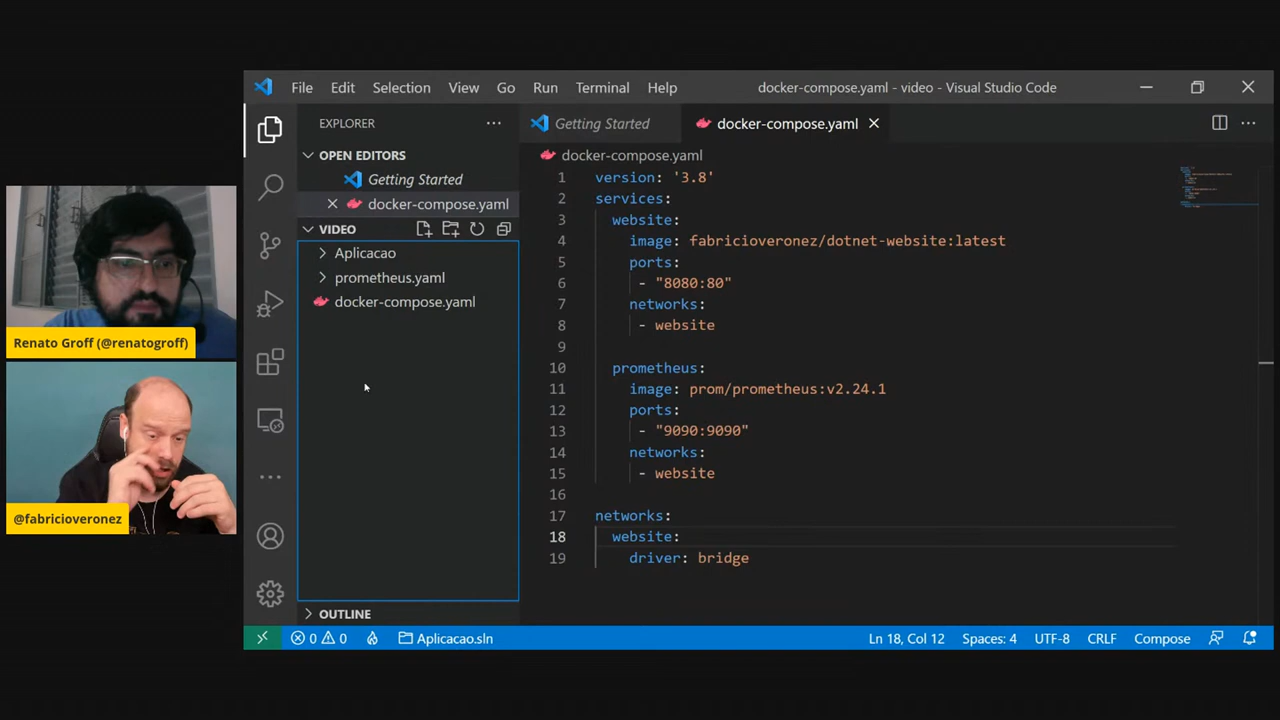 File Edit Selection View Go Run Terminal Help docker-compose.yaml - video - Visual Studio Code
EXPLORER
OPEN EDITORS
Getting Started
docker-compose.yaml
VIDEO
Aplicacao
prometheus.yaml
docker-compose.yaml
OUTLINE
Getting Started docker-compose.yaml
docker-compose.yaml
1 version: '3.8'
2 services:
3 website:
4 image: fabricioveronez/dotnet-website:latest
5 ports:
6 - "8080:80"
7 networks:
8 - website
9
10 prometheus:
11 image: prom/prometheus:v2.24.1
12 ports:
13 - "9090:9090"
14 networks:
15 - website
16
17 networks:
18 website:
19 driver: bridge
Renato Groff (@renatogroff)
@fabricioveronez
0 0 Aplicacao.sln Ln 18, Col 12 Spaces: 4 UTF-8 CRLF Compose